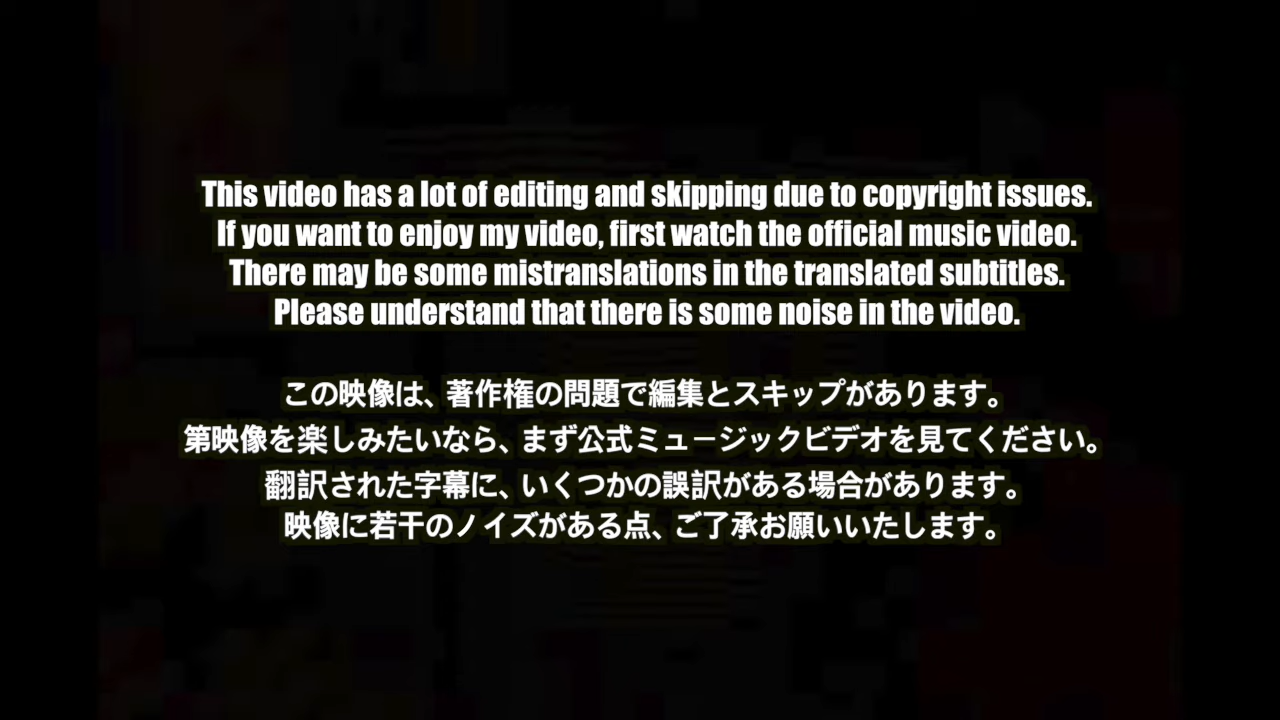 This video has a lot of editing and skipping due to copyright issues.
If you want to enjoy my video, first watch the official music video.
There may be some mistranslations in the translated subtitles.
Please understand that there is some noise in the video.
この映像は、著作権の問題で編集とスキップがあります。
第映像を楽しみたいなら、まず公式ミュージックビデオを見てください。
翻訳された字幕に、いくつかの誤訳がある場合があります。
映像に若干のノイズがある点、ご了承お願いいたします。